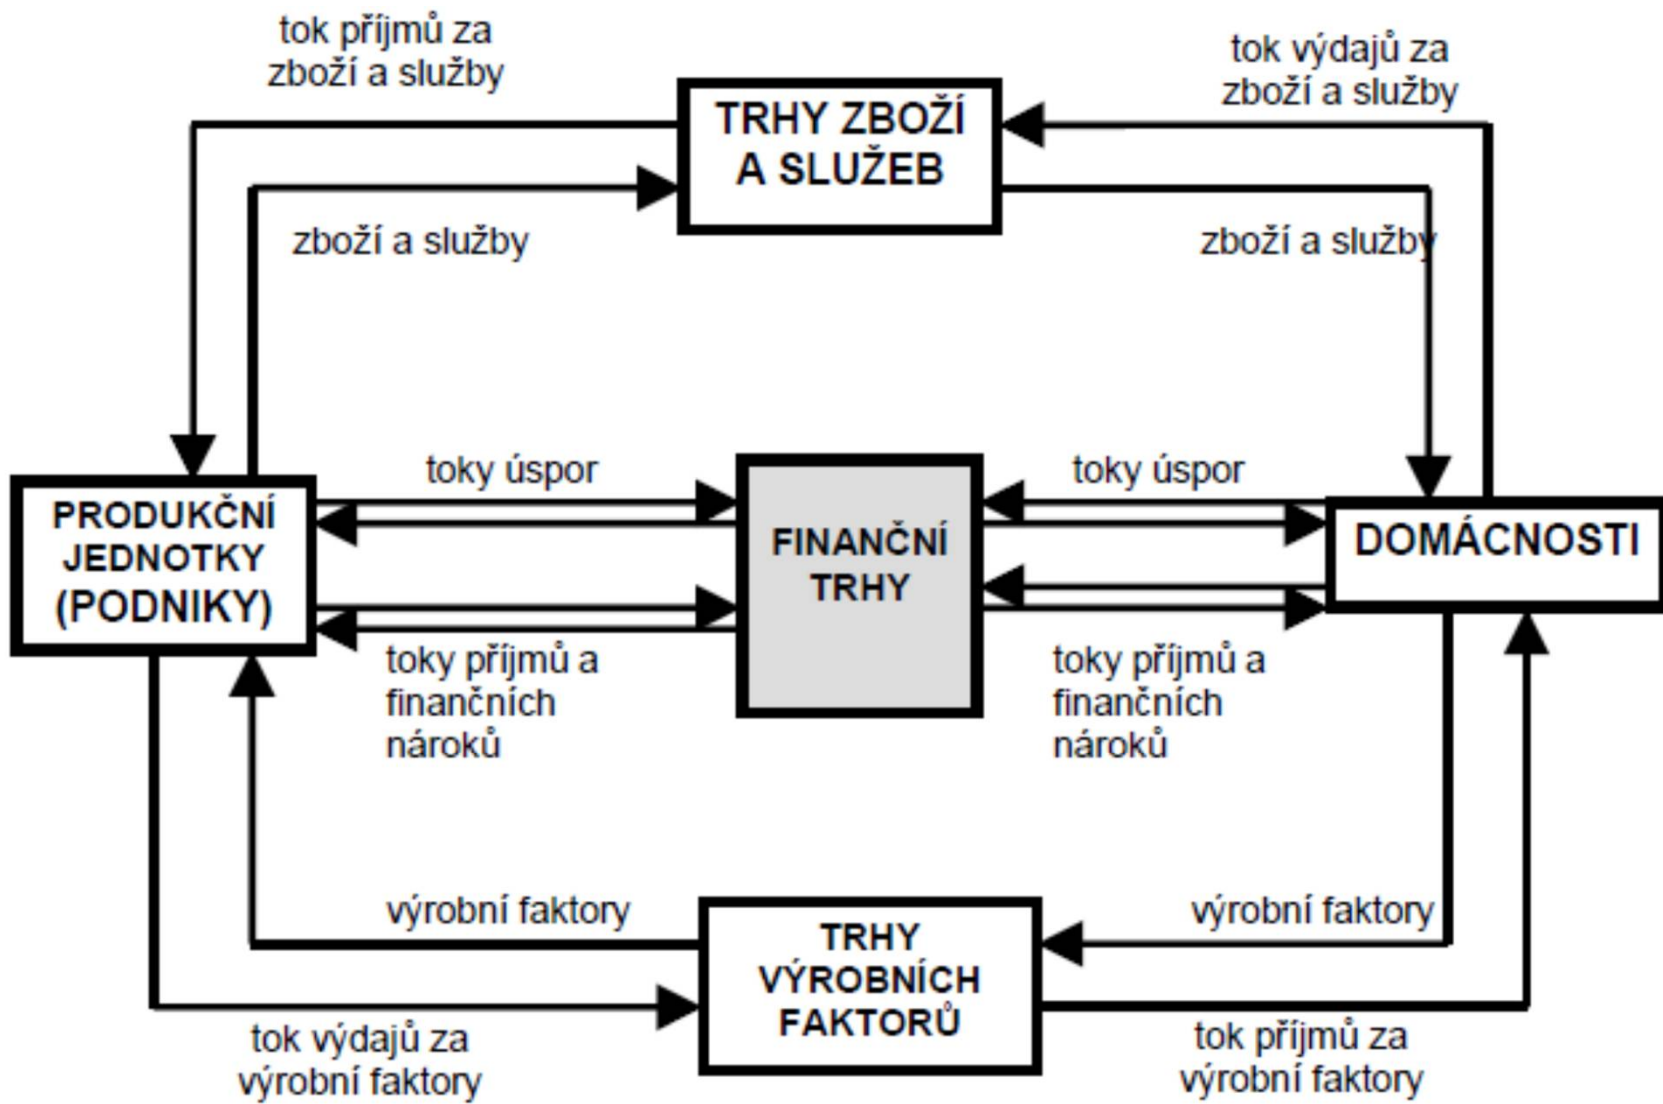 tok příjmů za
zboží a služby
tok výdajů za
zboží a služby
TRHY ZBOŽÍ
A SLUŽEB
zboží a služby
zboží a služby
toky úspor
toky úspor
PRODUKČNÍ
JEDNOTKY
(PODNIKY)
FINANČNÍ
TRHY
DOMÁCNOSTI
toky příjmů a
finančních
nároků
toky příjmů a
finančních
nároků
výrobní faktory
výrobní faktory
TRHY
VÝROBNÍCH
FAKTORŮ
tok výdajů za
výrobní faktory
tok příjmů za
výrobní faktory